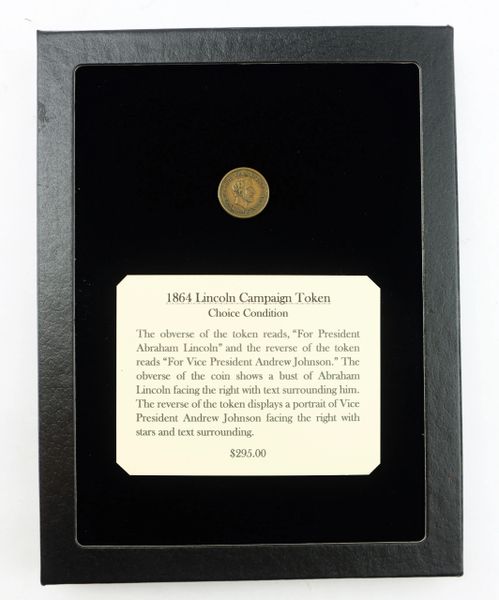 1864 Lincoln Campaign Token
Choice Condition
The obverse of the token reads, “For President
Abraham Lincoln” and the reverse of the token
reads “For Vice President Andrew Johnson.” The
obverse of the coin shows a bust of Abraham
Lincoln facing the right with text surrounding him.
The reverse of the token displays a portrait of Vice
President Andrew Johnson facing the right with
stars and text surrounding.
$295.00